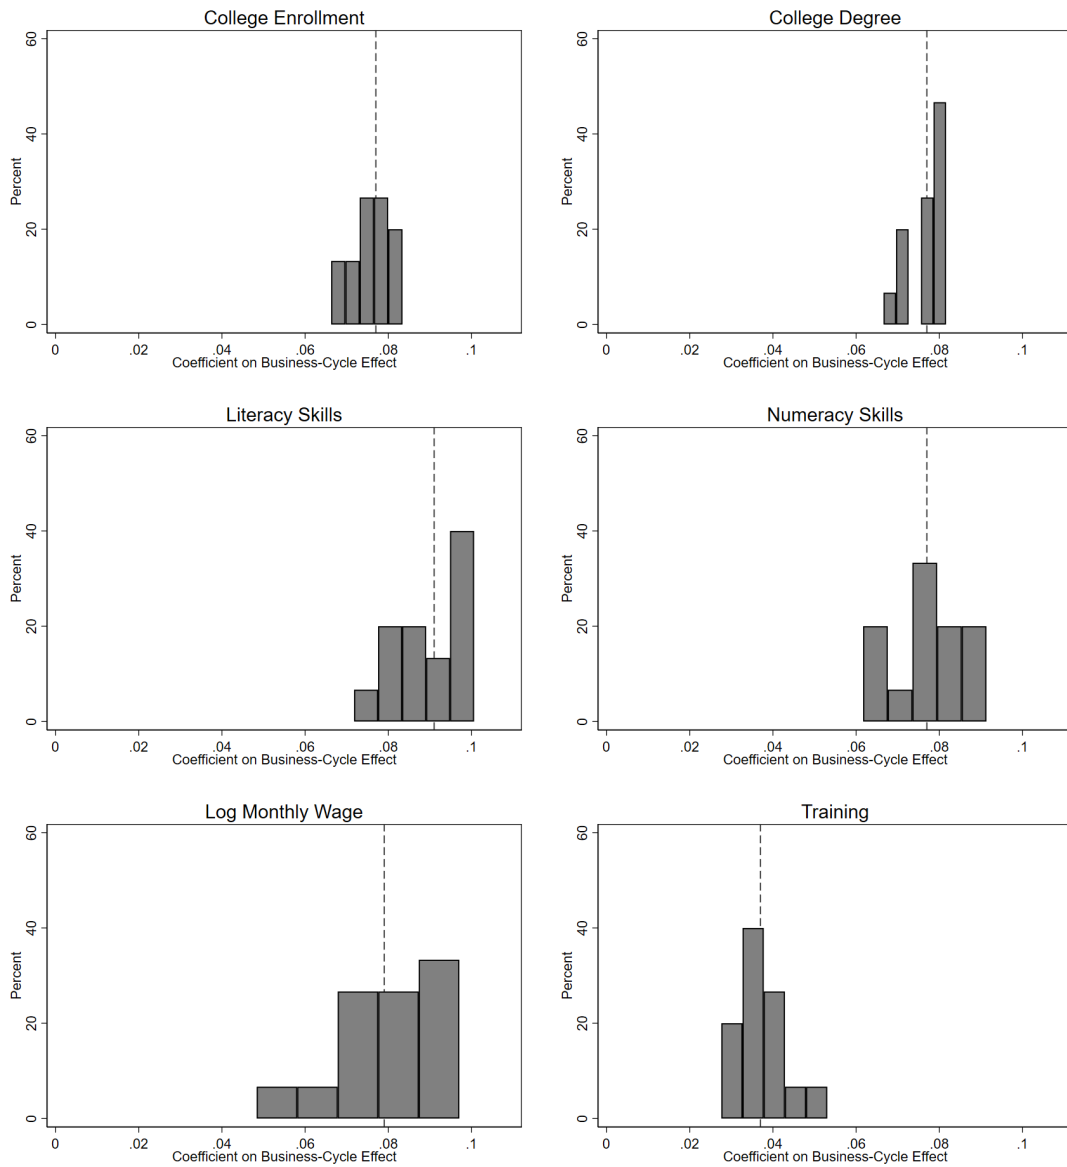 College Enrollment
60
40
20
0
Percent
0 .02 .04 .06 .08 .1
Coefficient on Business-Cycle Effect
College Degree
60
40
20
0
Percent
0 .02 .04 .06 .08 .1
Coefficient on Business-Cycle Effect
Literacy Skills
60
40
20
0
Percent
0 .02 .04 .06 .08 .1
Coefficient on Business-Cycle Effect
Numeracy Skills
60
40
20
0
Percent
0 .02 .04 .06 .08 .1
Coefficient on Business-Cycle Effect
Log Monthly Wage
60
40
20
0
Percent
0 .02 .04 .06 .08 .1
Coefficient on Business-Cycle Effect
Training
60
40
20
0
Percent
0 .02 .04 .06 .08 .1
Coefficient on Business-Cycle Effect